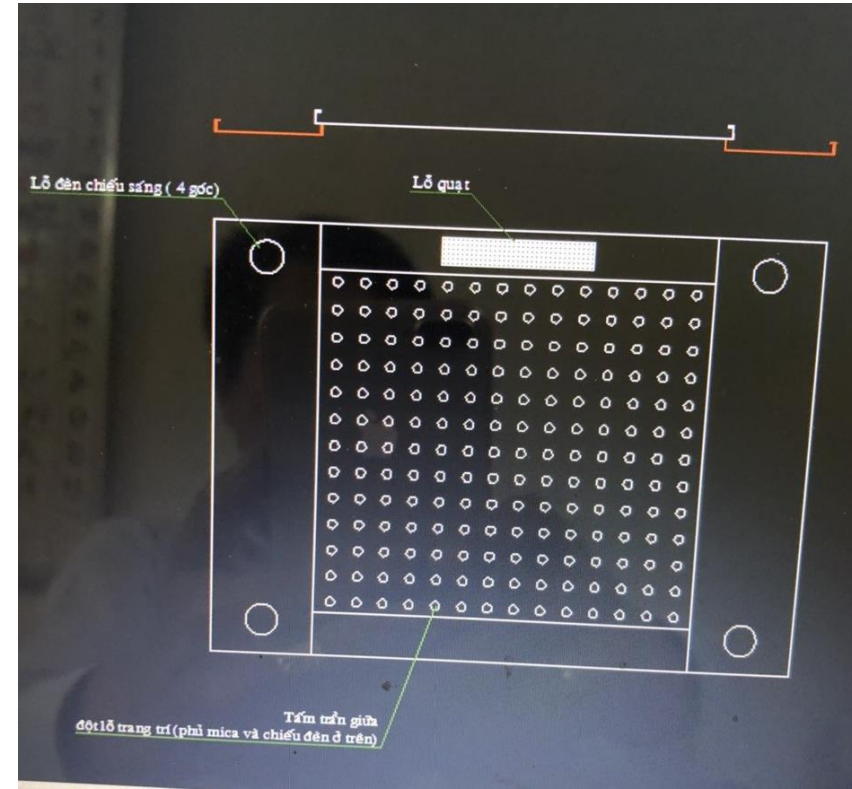 Lỗ đèn chiếu sáng ( 4 góc)
Lỗ quạt
Tấm trần giữa
đột lỗ trang trí (phủ mica và chiếu đèn ở trên)